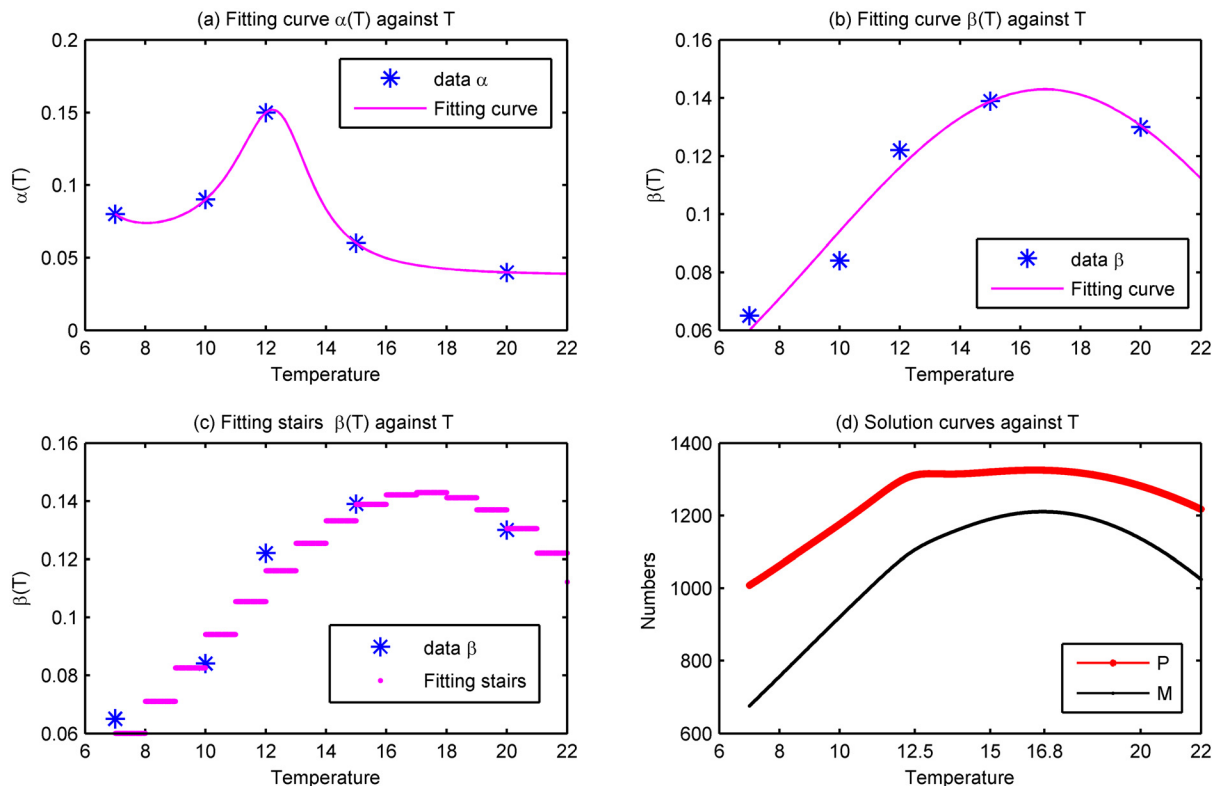 (a) Fitting curve α(T) against T
0.2
0.15
0.1
0.05
0
α(T)
data α
Fitting curve
6 8 10 12 14 16 18 20 22
Temperature
(b) Fitting curve β(T) against T
0.16
0.14
0.12
0.1
0.08
0.06
β(T)
data β
Fitting curve
6 8 10 12 14 16 18 20 22
Temperature
(c) Fitting stairs β(T) against T
0.16
0.14
0.12
0.1
0.08
0.06
β(T)
data β
Fitting stairs
6 8 10 12 14 16 18 20 22
Temperature
(d) Solution curves against T
1400
1200
1000
800
600
Numbers
P
M
6 10 12.5 15 16.8 20 22
Temperature